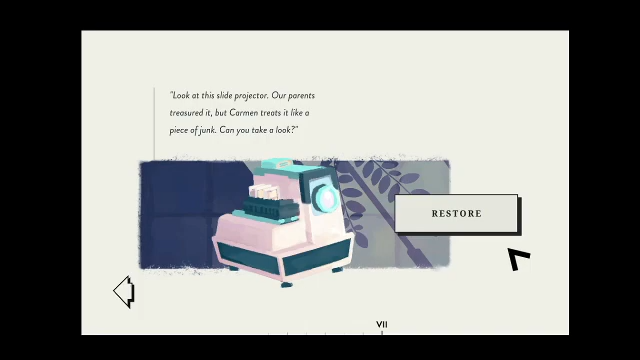 "Look at this slide projector. Our parents
treasured it, but Carmen treats it like a
piece of junk. Can you take a look?"
RESTORE
VII